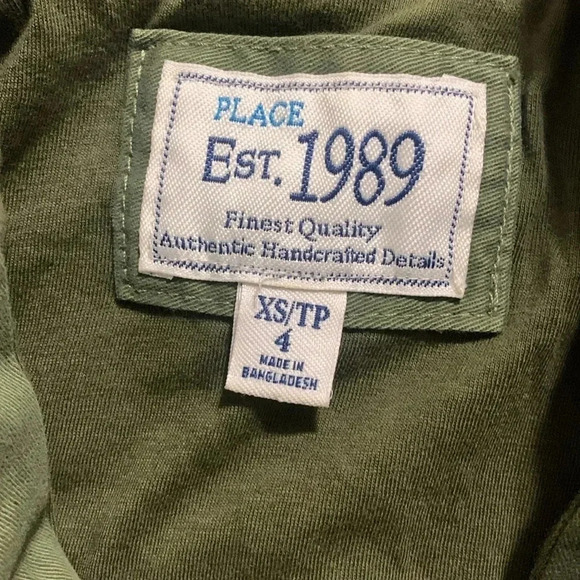 PLACE
EST. 1989
Finest Quality
Authentic Handcrafted Details
XS/TP
4
MADE IN
BANGLADESH